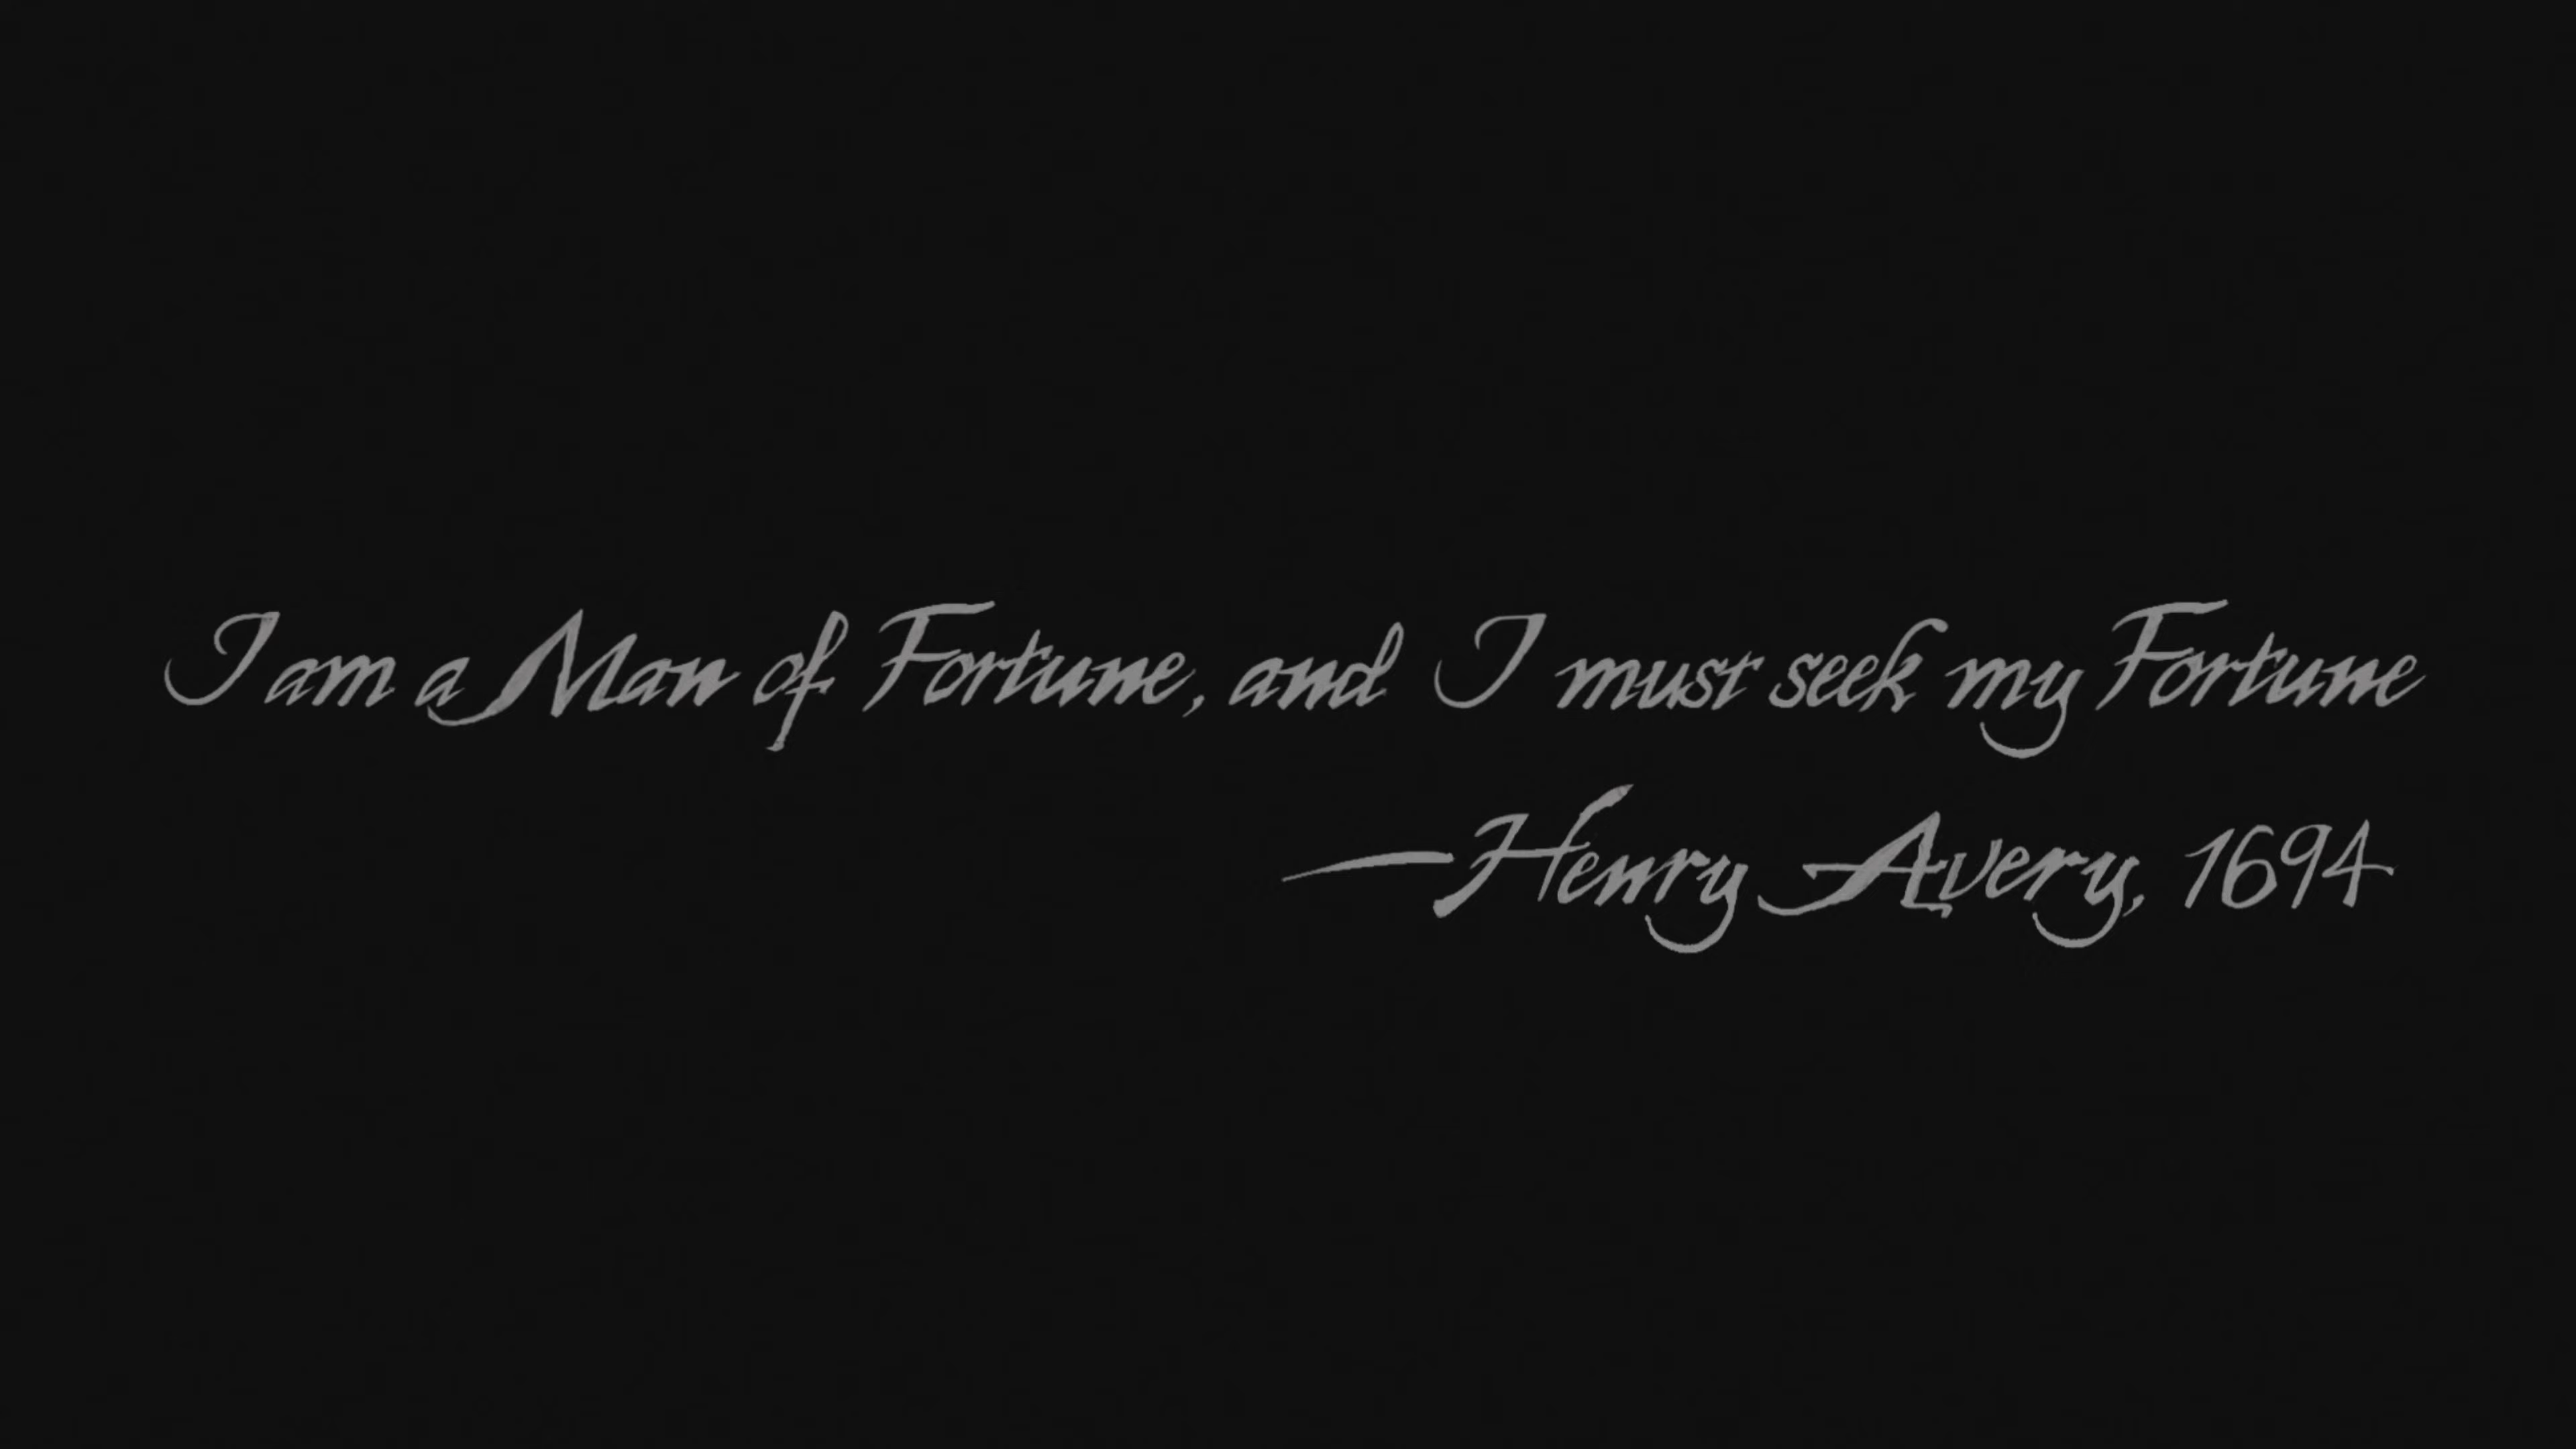 I am a Man of Fortune, and I must seek my Fortune
—Henry Avery, 1694